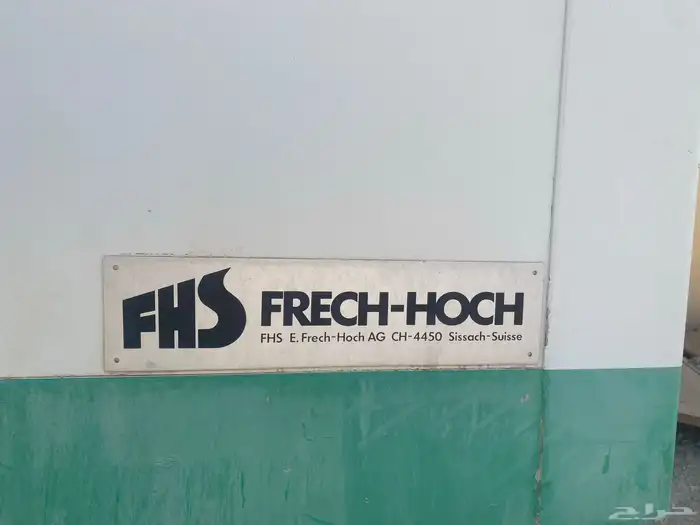 FHS FRECH-HOCH
FHS E. Frech-Hoch AG CH-4450 Sissach-Suisse
حراج